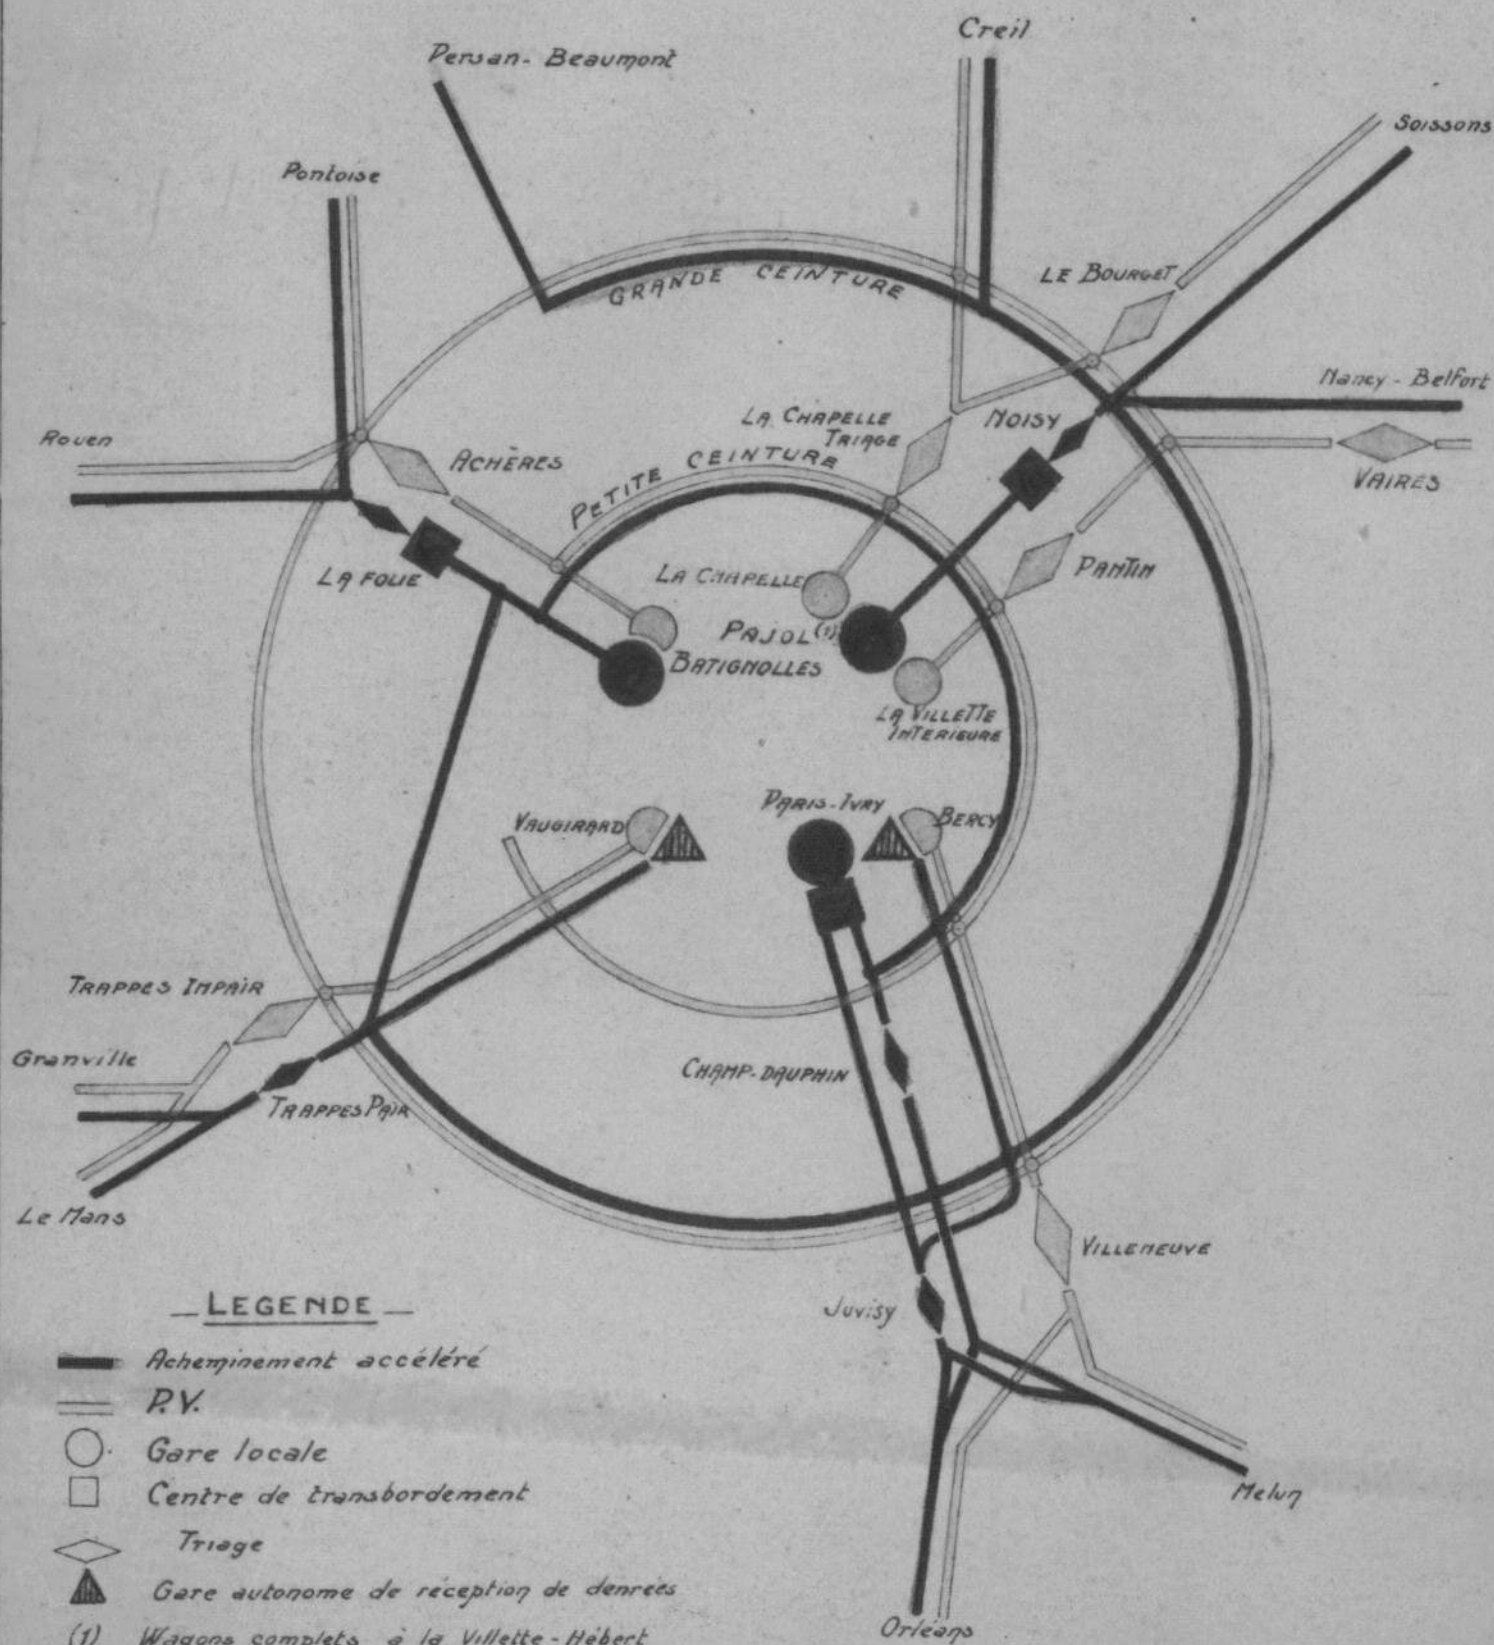 Creil
Persan-Beaumont
Soissons
Pontoise
GRANDE CEINTURE
LE BOURGET
Nancy-Belfort
LA CHAPELLE
TRIAGE
NOISY
Rouen
ACHÈRES
PETITE CEINTURE
VAIRES
LA FOLIE
LA CHAPELLE
PANTIN
PAJOL (1)
BATIGNOLLES
LA VILLETTE
INTERIEURE
VAUGIRARD
PARIS-IVRY
BERCY
TRAPPES IMPAIR
Granville
CHAMP-DAUPHIN
TRAPPES PAIR
Le Mans
VILLENEUVE
Juvisy
Melun
Orléans
_ LEGENDE _
Acheminement accéléré
P.V.
Gare locale
Centre de transbordement
Triage
Gare autonome de réception de denrées
(1) Wagons complets à la Villette-Hébert